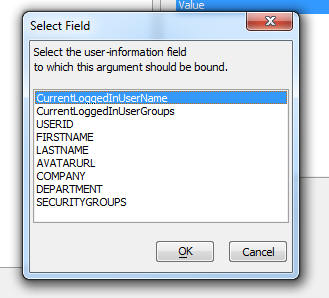 Value
Select Field
Select the user-information field
to which this argument should be bound.
CurrentLoggedInUserName
CurrentLoggedInUserGroups
USERID
FIRSTNAME
LASTNAME
AVATARURL
COMPANY
DEPARTMENT
SECURITYGROUPS
OK
Cancel